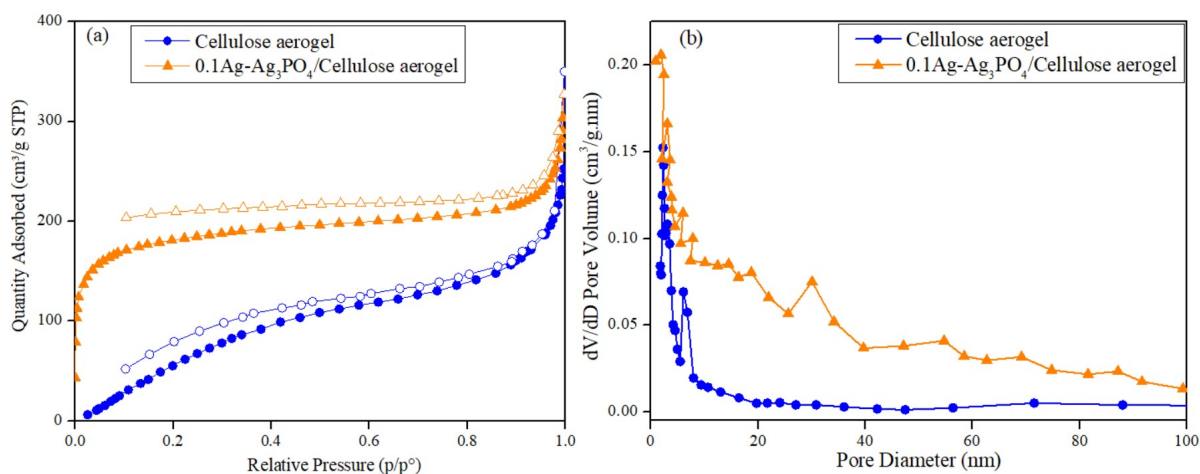 (a)
Cellulose aerogel
0.1Ag-Ag₃PO₄/Cellulose aerogel
Quantity Adsorbed (cm³/g STP)
400
300
200
100
0
0.0 0.2 0.4 0.6 0.8 1.0
Relative Pressure (p/p°)
(b)
Cellulose aerogel
0.1Ag-Ag₃PO₄/Cellulose aerogel
dV/dD Pore Volume (cm³/g.nm)
0.20
0.15
0.10
0.05
0.00
0 20 40 60 80 100
Pore Diameter (nm)